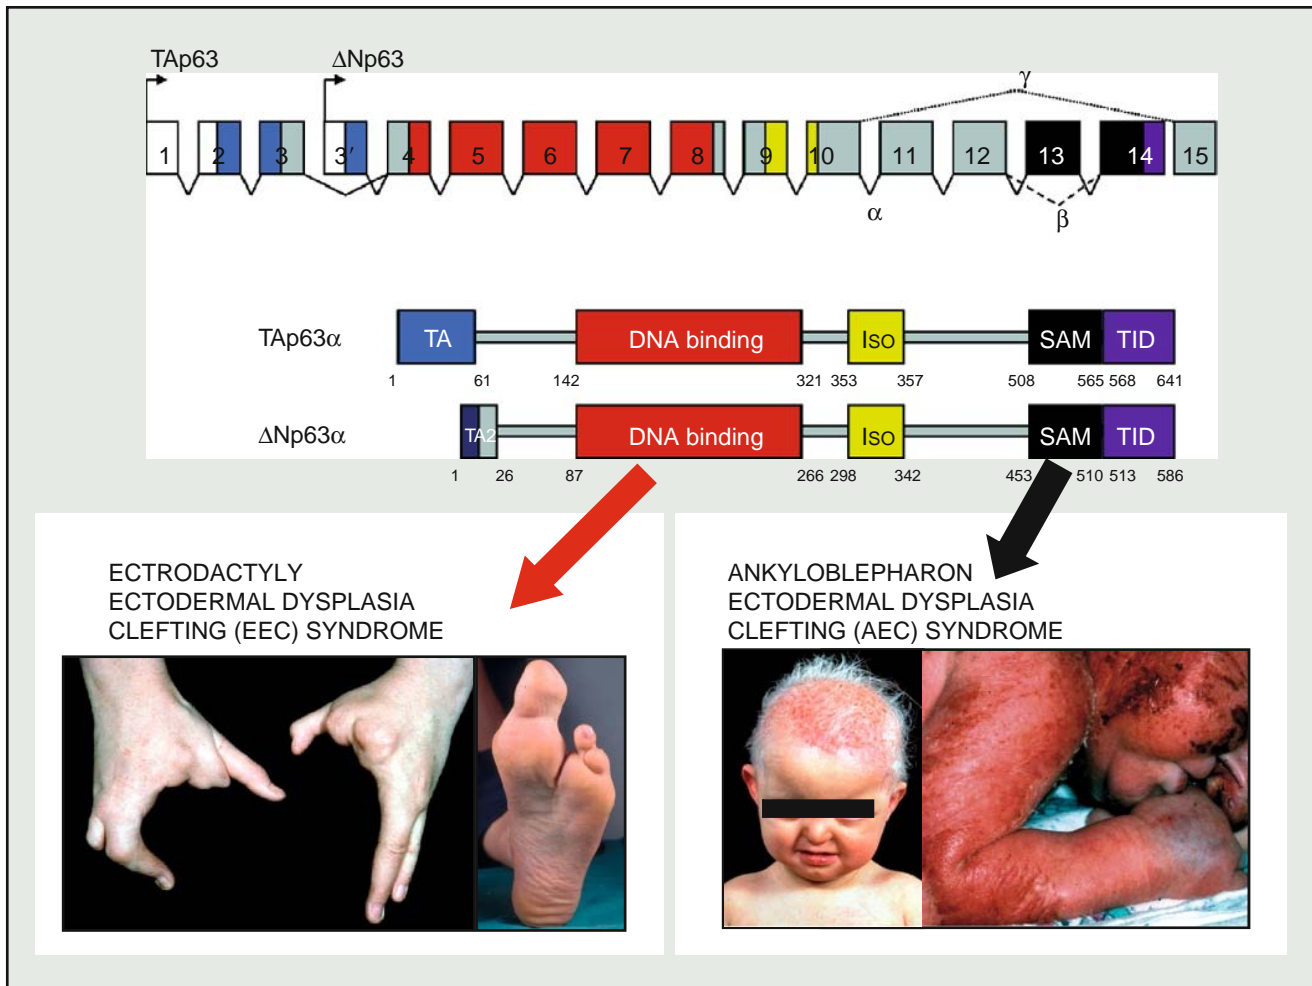 TAp63 ΔNp63 γ
1 2 3 3′ 4 5 6 7 8 9 10 11 12 13 14 15
α β
TAp63α TA DNA binding Iso SAM TID
1 61 142 321 353 357 508 565 568 641
ΔNp63α TA2 DNA binding Iso SAM TID
1 26 87 266 298 342 453 510 513 586
ECTRODACTYLY
ECTODERMAL DYSPLASIA
CLEFTING (EEC) SYNDROME
ANKYLOBLEPHARON
ECTODERMAL DYSPLASIA
CLEFTING (AEC) SYNDROME